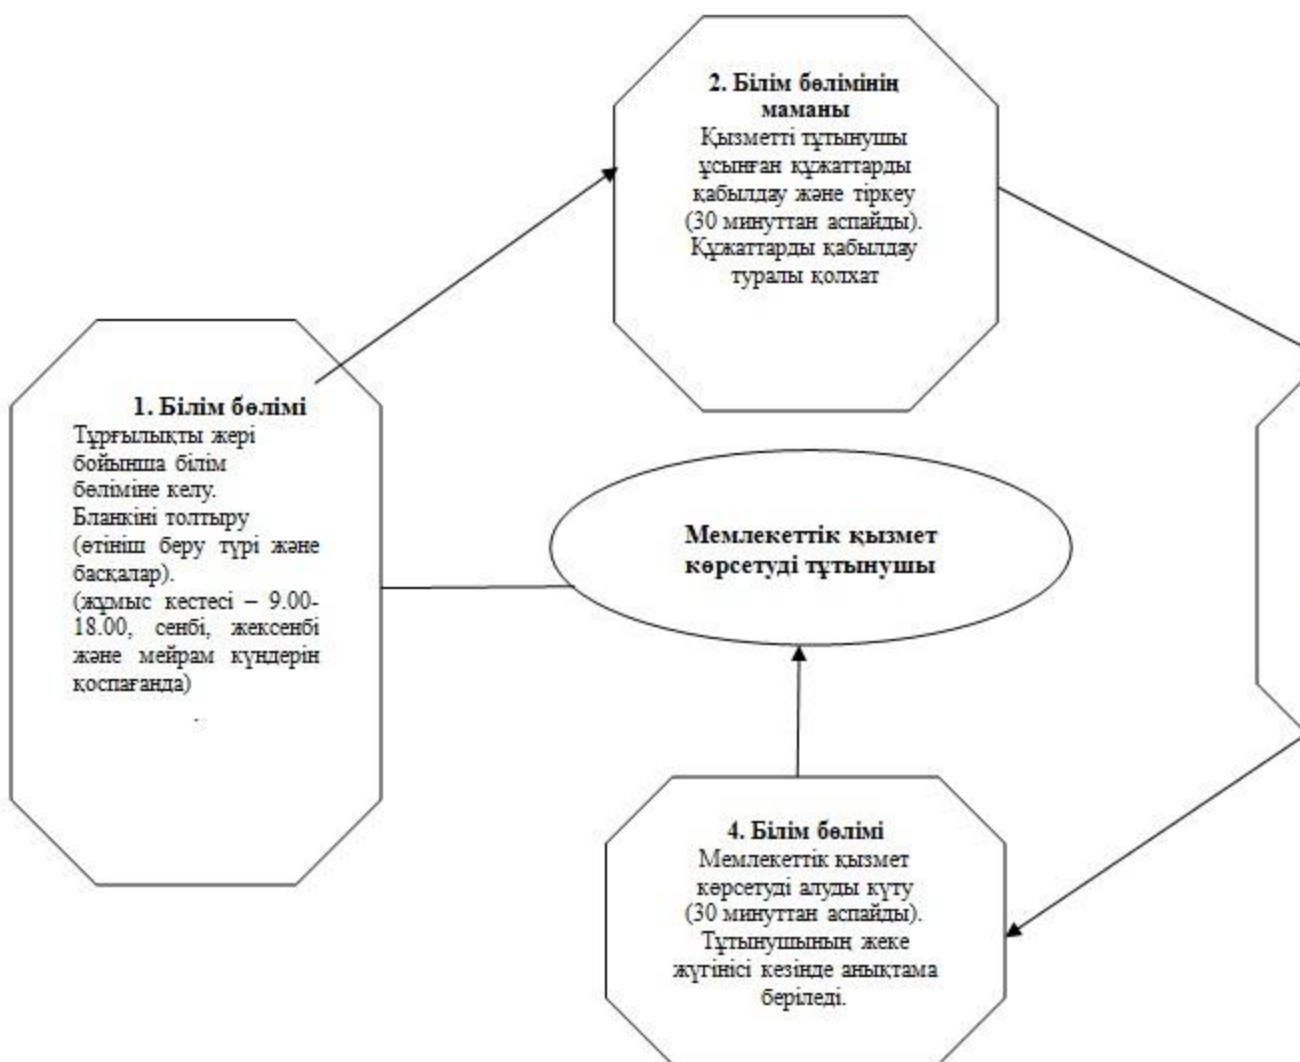 2. Білім бөлімінің
маманы
Қызметті тұтынушы
ұсынған құжаттарды
қабылдау және тіркеу
(30 минуттан аспайды).
Құжаттарды қабылдау
туралы қолхат
1. Білім бөлімі
Тұрғылықты жері
бойынша білім
бөліміне келу.
Бланкіні толтыру
(өтініш беру түрі және
басқалар).
(жұмыс кестесі – 9.00-
18.00, сенбі, жексенбі
және мейрам күндерін
қоспағанда)
.
Мемлекеттік қызмет
көрсетуді тұтынушы
4. Білім бөлімі
Мемлекеттік қызмет
көрсетуді алуды күту
(30 минуттан аспайды).
Тұтынушының жеке
жүгінісі кезінде анықтама
беріледі.